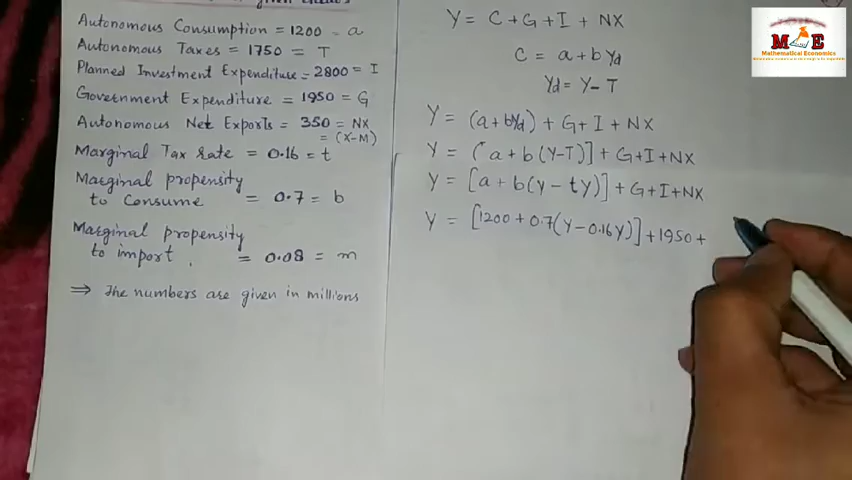 given
Autonomous Consumption = 1200 = a
Autonomous Taxes = 1750 = T
Planned Investment Expenditure = 2800 = I
Government Expenditure = 1950 = G
Autonomous Net Exports = 350 = NX
= (X-M)
Marginal Tax rate = 0.16 = t
Marginal propensity
to Consume = 0.7 = b
Marginal propensity
to import. = 0.08 = m
⇒ The numbers are given in millions
Y = C + G + I + NX
C = a + b Yd
Yd = Y - T
Y = (a + bYd) + G + I + NX
Y = [a + b(Y-T)] + G + I + NX
Y = [a + b(Y - tY)] + G + I + NX
Y = [1200 + 0.7(Y - 0.16Y)] + 1950 +
M E
Mathematical Economics